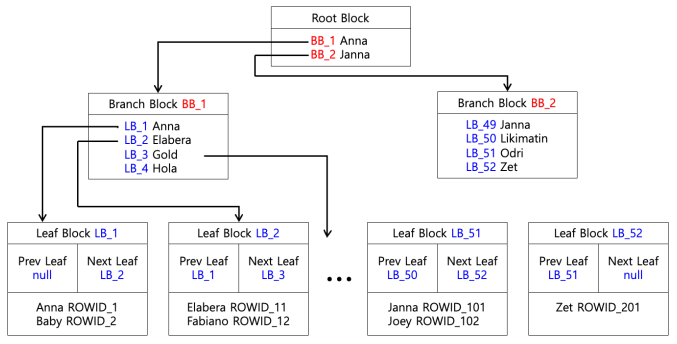 Root Block
BB_1 Anna
BB_2 Janna
Branch Block BB_1
LB_1 Anna
LB_2 Elabera
LB_3 Gold
LB_4 Hola
Branch Block BB_2
LB_49 Janna
LB_50 Likimatin
LB_51 Odri
LB_52 Zet
Leaf Block LB_1
Prev Leaf
null
Next Leaf
LB_2
Anna ROWID_1
Baby ROWID_2
Leaf Block LB_2
Prev Leaf
LB_1
Next Leaf
LB_3
Elabera ROWID_11
Fabiano ROWID_12
...
Leaf Block LB_51
Prev Leaf
LB_50
Next Leaf
LB_52
Janna ROWID_101
Joey ROWID_102
Leaf Block LB_52
Prev Leaf
LB_51
Next Leaf
null
Zet ROWID_201